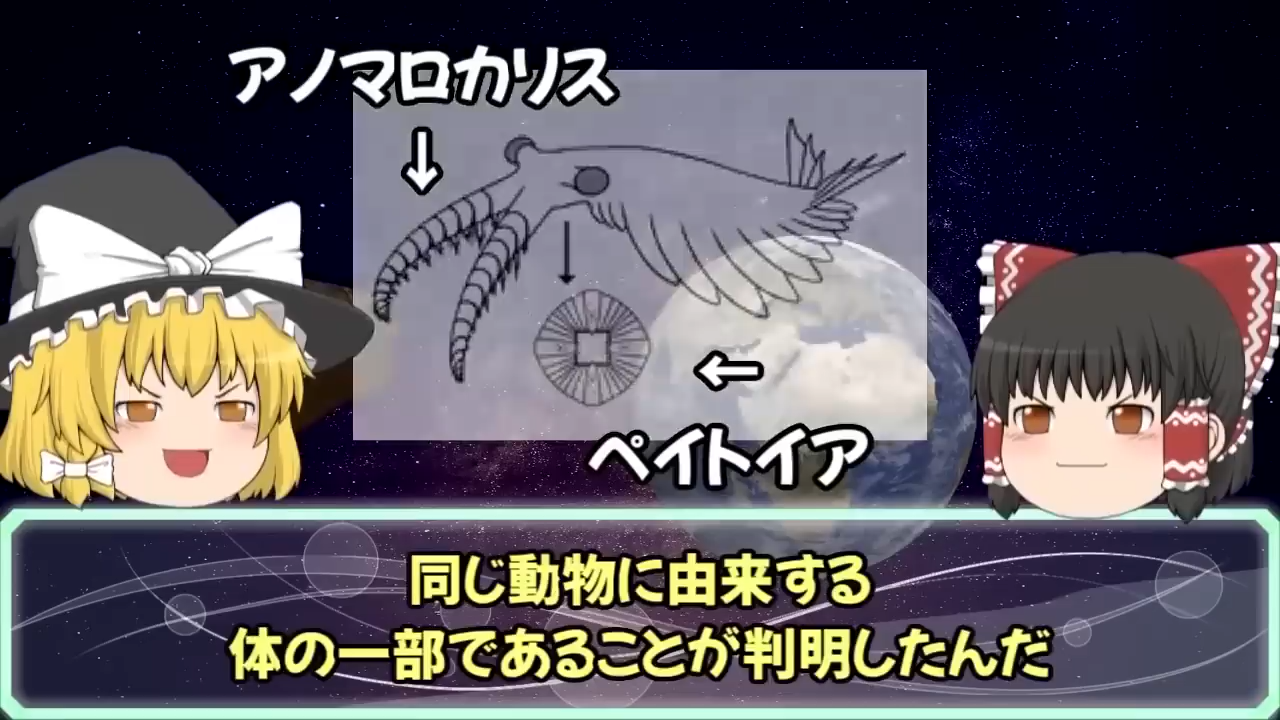 アノマロカリス
↓
←
ペイトイア
同じ動物に由来する
体の一部であることが判明したんだ